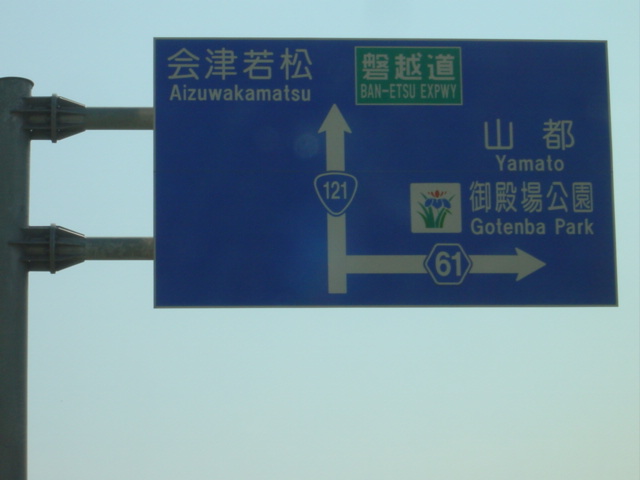 会津若松
Aizuwakamatsu
磐越道
BAN-ETSU EXPWY
121
山都
Yamato
御殿場公園
Gotenba Park
61